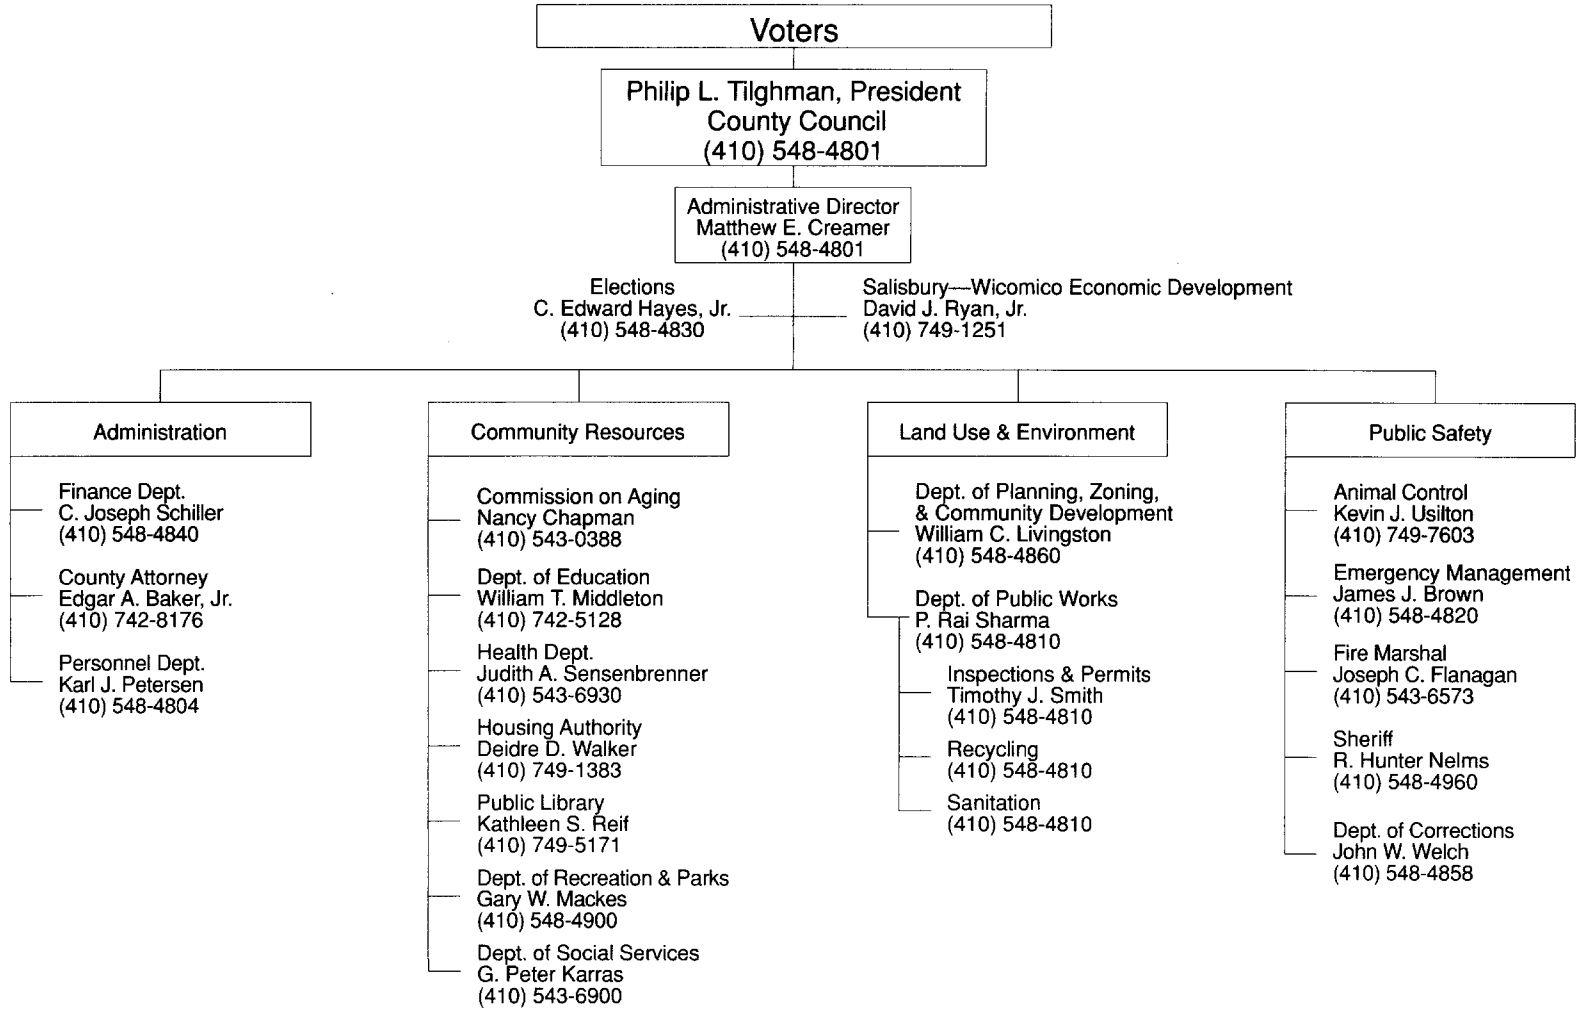 Voters
Philip L. Tilghman, President
County Council
(410) 548-4801
Administrative Director
Matthew E. Creamer
(410) 548-4801
Elections
C. Edward Hayes, Jr.
(410) 548-4830
Salisbury—Wicomico Economic Development
David J. Ryan, Jr.
(410) 749-1251
Administration
Finance Dept.
C. Joseph Schiller
(410) 548-4840
County Attorney
Edgar A. Baker, Jr.
(410) 742-8176
Personnel Dept.
Karl J. Petersen
(410) 548-4804
Community Resources
Commission on Aging
Nancy Chapman
(410) 543-0388
Dept. of Education
William T. Middleton
(410) 742-5128
Health Dept.
Judith A. Sensenbrenner
(410) 543-6930
Housing Authority
Deidre D. Walker
(410) 749-1383
Public Library
Kathleen S. Reif
(410) 749-5171
Dept. of Recreation & Parks
Gary W. Mackes
(410) 548-4900
Dept. of Social Services
G. Peter Karras
(410) 543-6900
Land Use & Environment
Dept. of Planning, Zoning,
& Community Development
William C. Livingston
(410) 548-4860
Dept. of Public Works
P. Rai Sharma
(410) 548-4810
Inspections & Permits
Timothy J. Smith
(410) 548-4810
Recycling
(410) 548-4810
Sanitation
(410) 548-4810
Public Safety
Animal Control
Kevin J. Usilton
(410) 749-7603
Emergency Management
James J. Brown
(410) 548-4820
Fire Marshal
Joseph C. Flanagan
(410) 543-6573
Sheriff
R. Hunter Nelms
(410) 548-4960
Dept. of Corrections
John W. Welch
(410) 548-4858